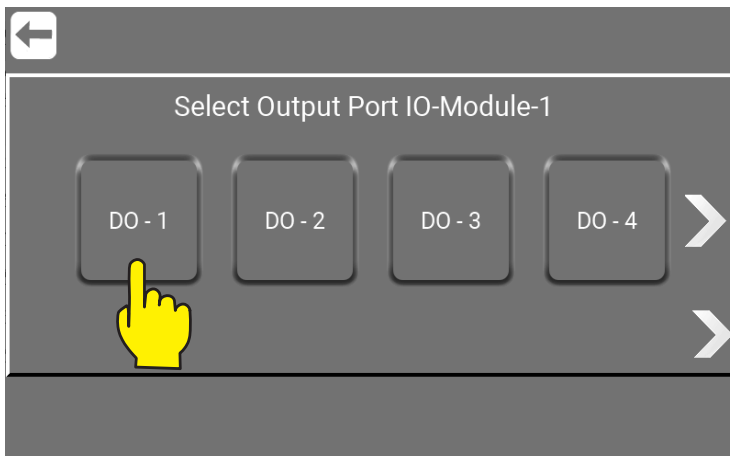 Select Output Port IO-Module-1
DO - 1 DO - 2 DO - 3 DO - 4